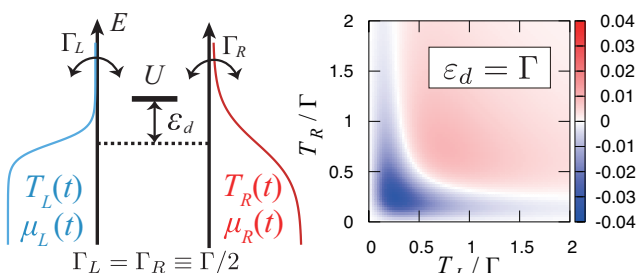 E
Γ_L
Γ_R
U
ε_d
T_L(t)
μ_L(t)
T_R(t)
μ_R(t)
Γ_L = Γ_R ≡ Γ/2
ε_d = Γ
T_R / Γ
2
1.5
1
0.5
0
0 0.5 1 1.5 2
T_L / Γ
0.04
0.03
0.02
0.01
0
-0.01
-0.02
-0.03
-0.04